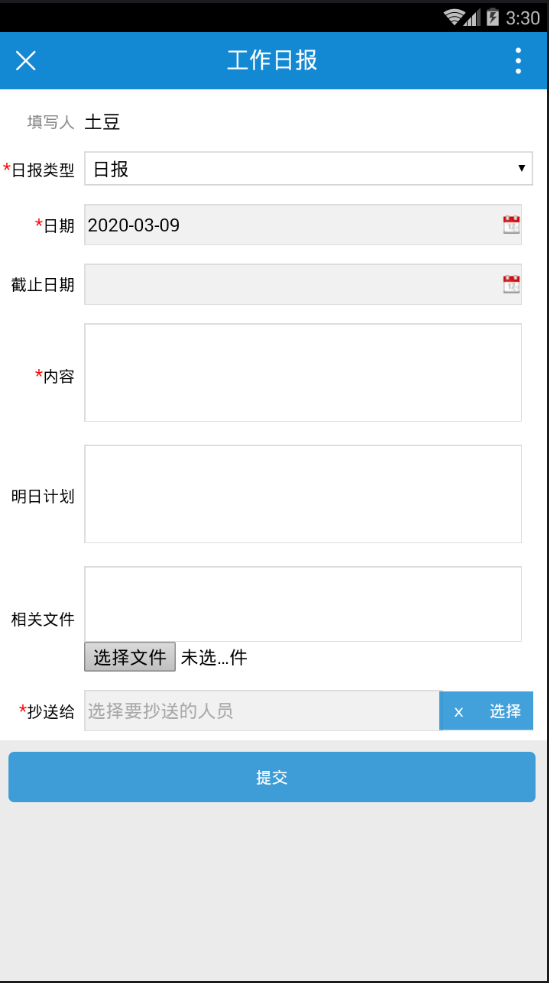 3:30
工作日报
填写人 土豆
*日报类型 日报
*日期 2020-03-09
截止日期
*内容
明日计划
相关文件
选择文件 未选...件
*抄送给 选择要抄送的人员 x 选择
提交